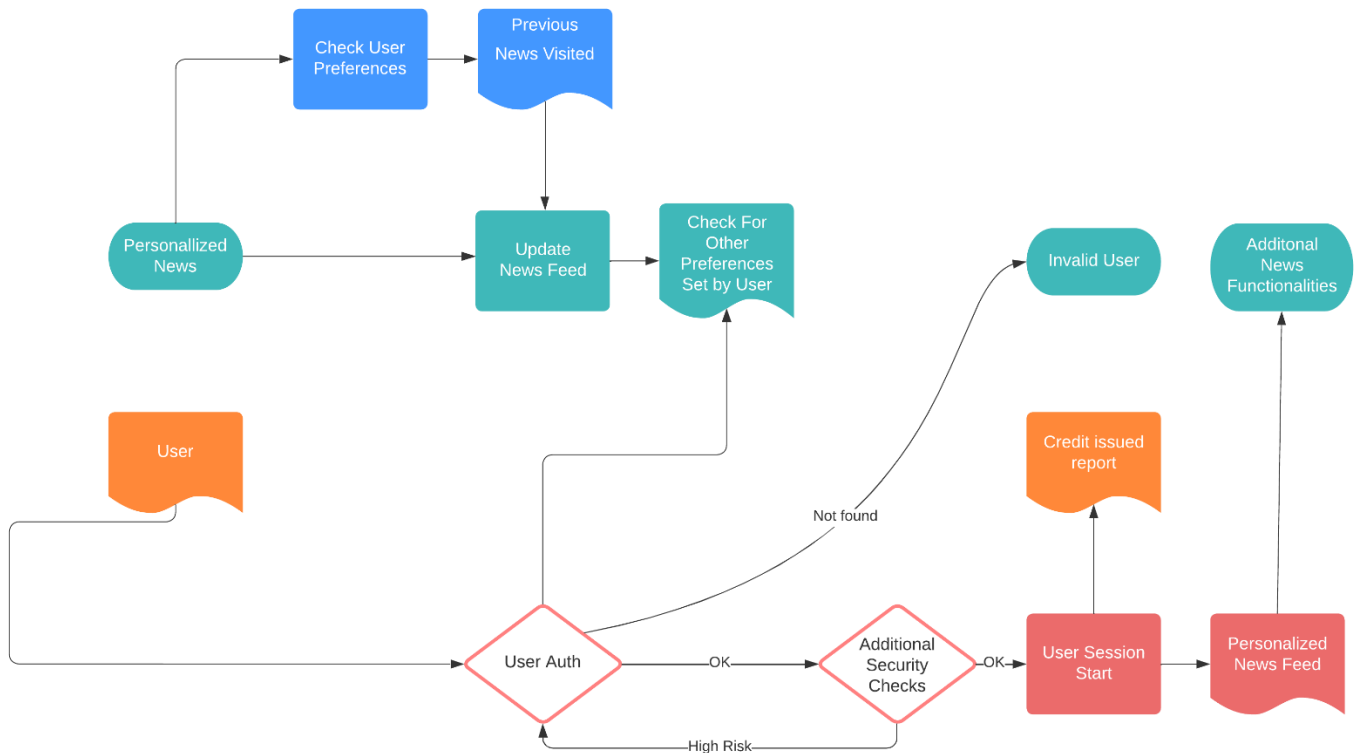 Check User
Preferences
Previous
News Visited
Personallized
News
Update
News Feed
Check For
Other
Preferences
Set by User
Invalid User
Additonal
News
Functionalities
User
Credit issued
report
Not found
User Auth
OK
Additional
Security
Checks
OK
User Session
Start
Personalized
News Feed
High Risk